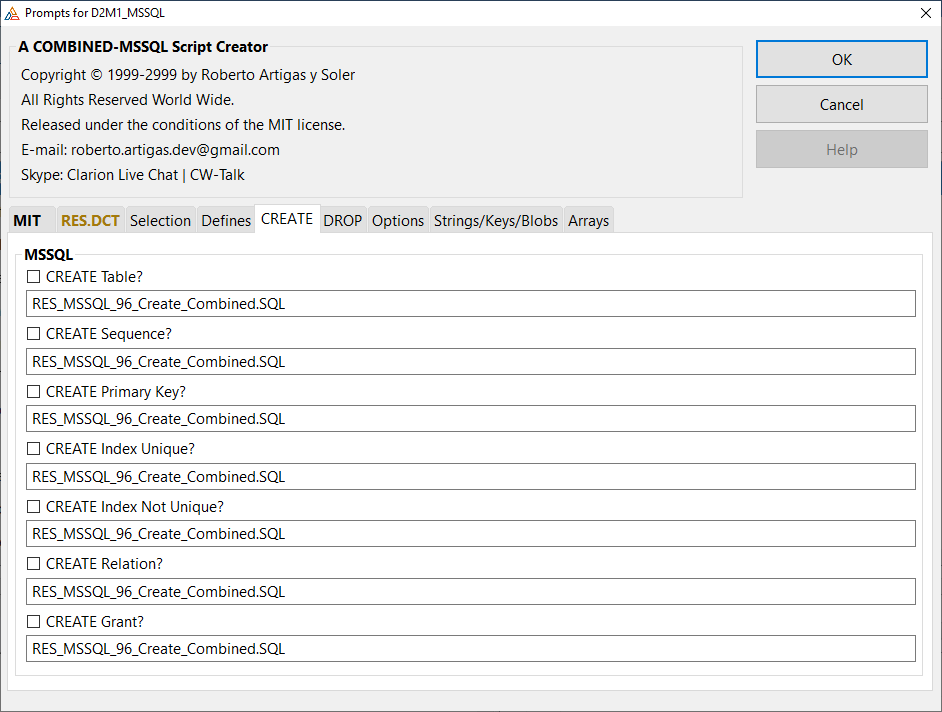 Prompts for D2M1_MSSQL
A COMBINED-MSSQL Script Creator
Copyright © 1999-2999 by Roberto Artigas y Soler
All Rights Reserved World Wide.
Released under the conditions of the MIT license.
E-mail: roberto.artigas.dev@gmail.com
Skype: Clarion Live Chat | CW-Talk
OK
Cancel
Help
MIT RES.DCT Selection Defines CREATE DROP Options Strings/Keys/Blobs Arrays
MSSQL
CREATE Table?
RES_MSSQL_96_Create_Combined.SQL
CREATE Sequence?
RES_MSSQL_96_Create_Combined.SQL
CREATE Primary Key?
RES_MSSQL_96_Create_Combined.SQL
CREATE Index Unique?
RES_MSSQL_96_Create_Combined.SQL
CREATE Index Not Unique?
RES_MSSQL_96_Create_Combined.SQL
CREATE Relation?
RES_MSSQL_96_Create_Combined.SQL
CREATE Grant?
RES_MSSQL_96_Create_Combined.SQL